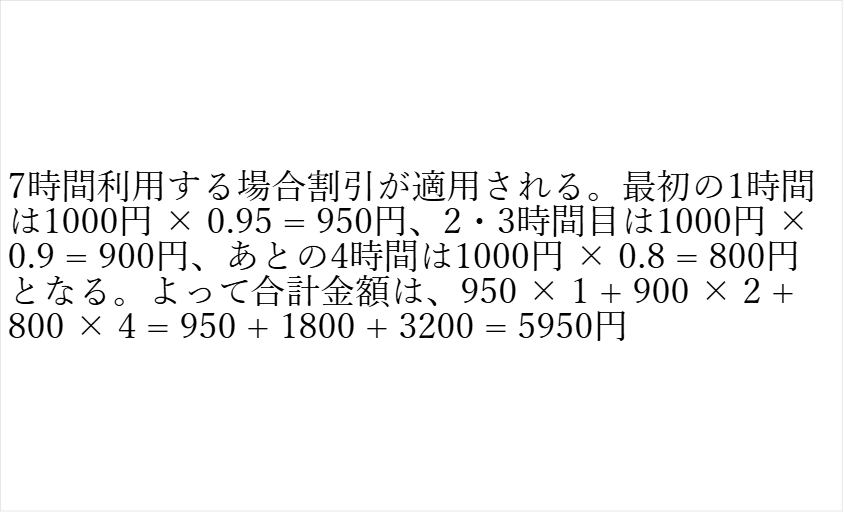 7時間利用する場合割引が適用される。最初の1時間
は1000円 × 0.95 = 950円、2・3時間目は1000円 ×
0.9 = 900円、あとの4時間は1000円 × 0.8 = 800円
となる。よって合計金額は、950 × 1 + 900 × 2 +
800 × 4 = 950 + 1800 + 3200 = 5950円